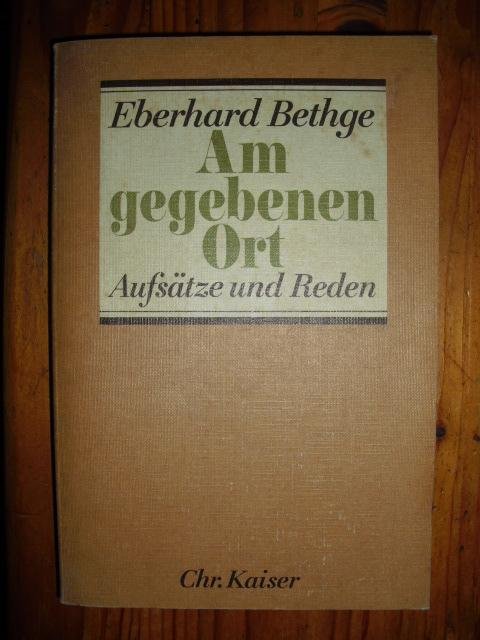 Eberhard Bethge
Am
gegebenen
Ort
Aufsätze und Reden
Chr. Kaiser